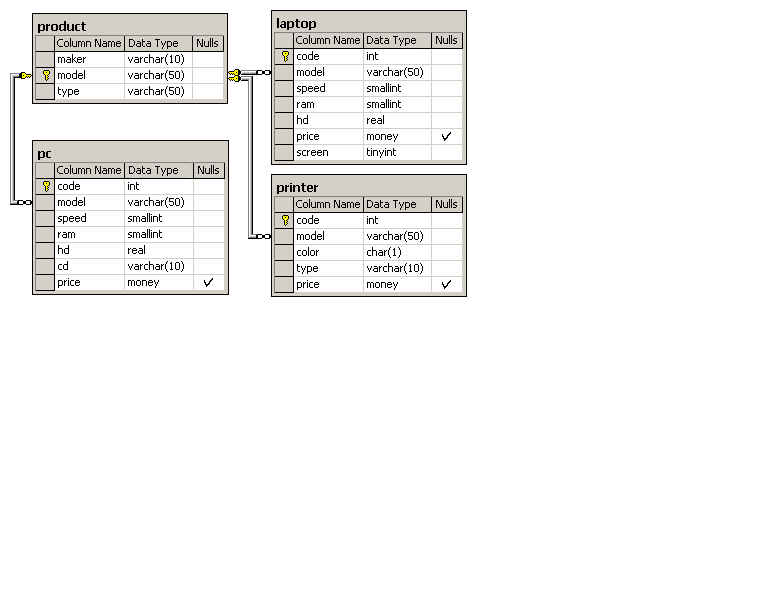 product
Column Name Data Type Nulls
maker varchar(10)
model varchar(50)
type varchar(50)
laptop
Column Name Data Type Nulls
code int
model varchar(50)
speed smallint
ram smallint
hd real
price money
screen tinyint
pc
Column Name Data Type Nulls
code int
model varchar(50)
speed smallint
ram smallint
hd real
cd varchar(10)
price money
printer
Column Name Data Type Nulls
code int
model varchar(50)
color char(1)
type varchar(10)
price money